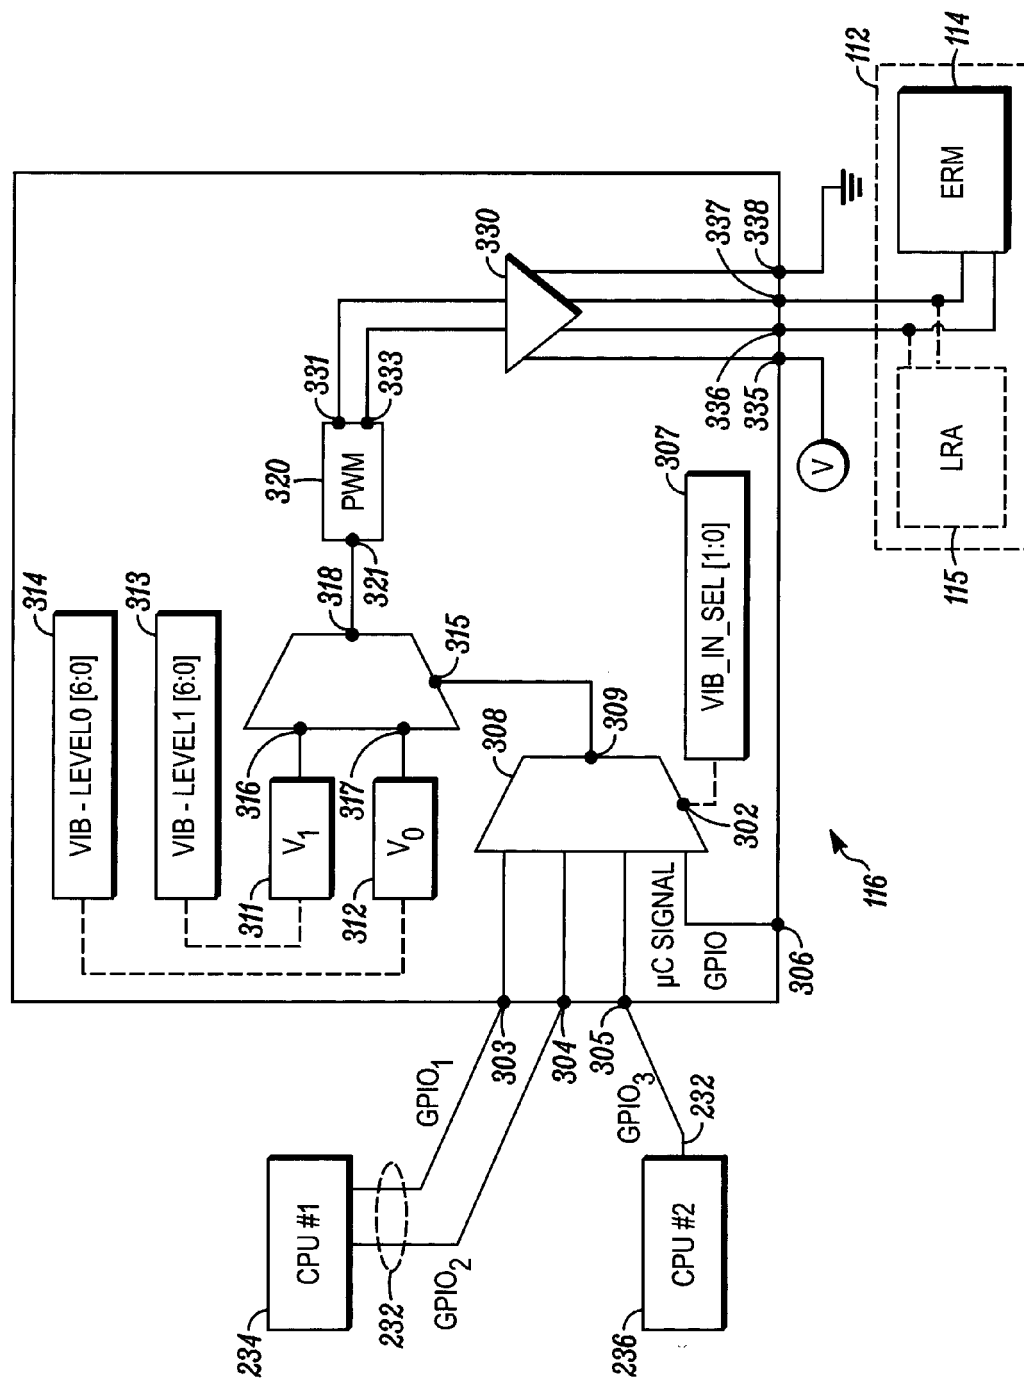 314
VIB - LEVEL0 [6:0]
313
VIB - LEVEL1 [6:0]
311
V1
312
V0
316
317
318
315
321
320
PWM
331
333
330
308
309
302
307
VIB_IN_SEL [1:0]
µC SIGNAL
GPIO
306
303
304
305
GPIO1
GPIO2
GPIO3
232
232
234
CPU #1
236
CPU #2
335
336
337
338
V
112
114
ERM
115
LRA
116